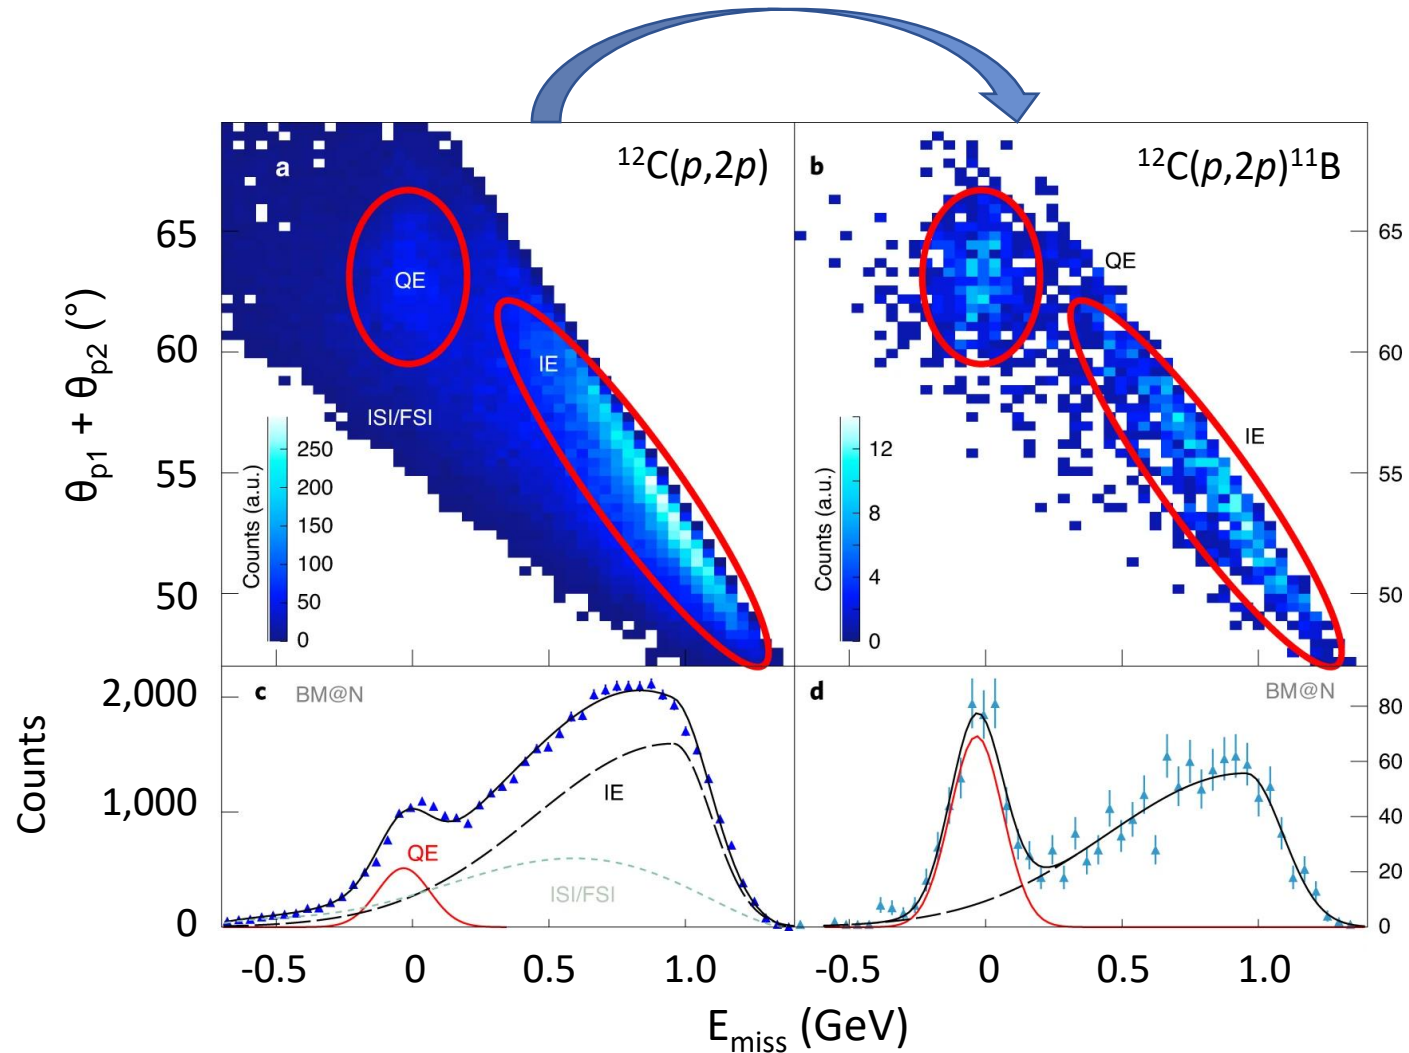 a
¹²C(p,2p)
b
¹²C(p,2p)¹¹B
θp1 + θp2 (°)
65
60
55
50
QE
IE
ISI/FSI
Counts (a.u.)
250
200
150
100
50
0
QE
IE
Counts (a.u.)
12
8
4
0
65
60
55
50
Counts
2,000
1,000
0
c
BM@N
QE
IE
ISI/FSI
d
BM@N
80
60
40
20
0
-0.5 0 0.5 1.0
-0.5 0 0.5 1.0
Emiss (GeV)